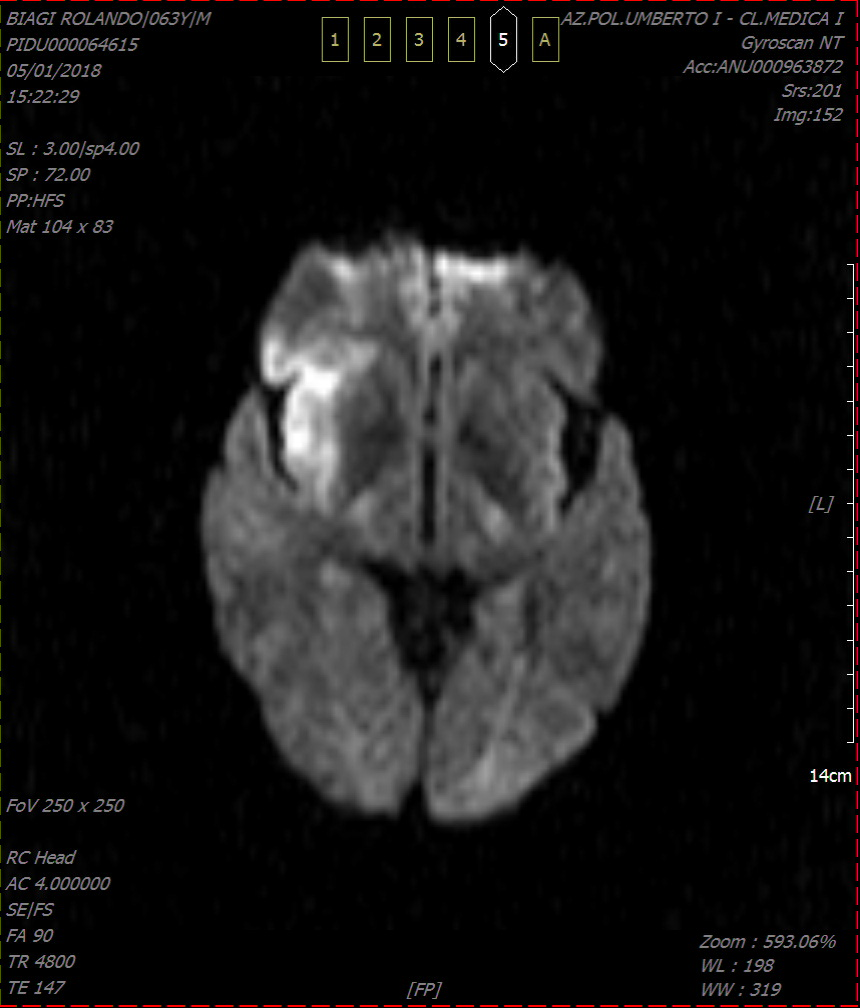 BIAGI ROLANDO|063Y|M
PIDU000064615
05/01/2018
15:22:29
SL : 3.00|sp4.00
SP : 72.00
PP:HFS
Mat 104 x 83
1 2 3 4 5 A
AZ.POL.UMBERTO I - CL.MEDICA I
Gyroscan NT
Acc:ANU000963872
Srs:201
Img:152
[L]
14cm
FoV 250 x 250
RC Head
AC 4.000000
SE/FS
FA 90
TR 4800
TE 147
[FP]
Zoom : 593.06%
WL : 198
WW : 319